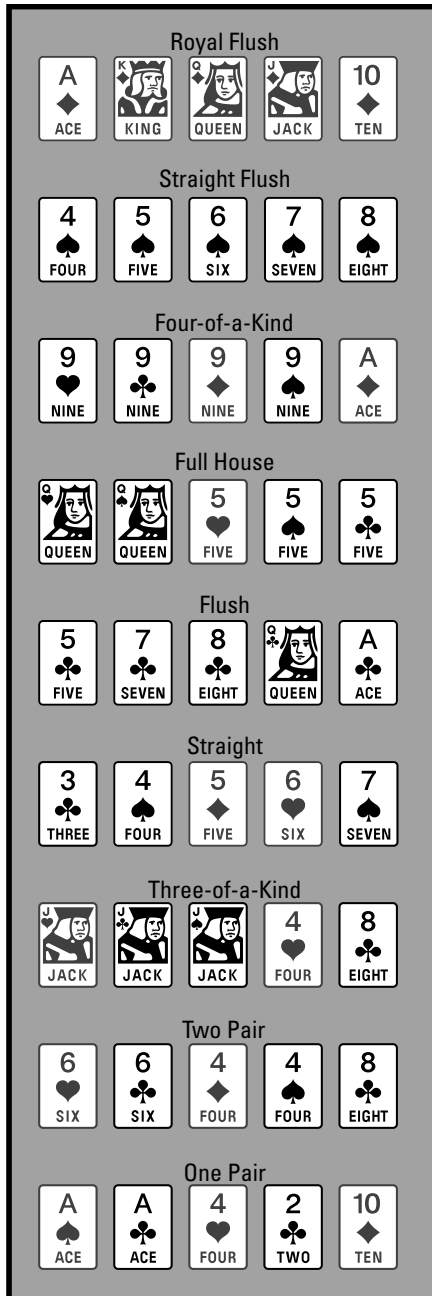 Royal Flush
A K Q J 10
ACE KING QUEEN JACK TEN
Straight Flush
4 5 6 7 8
FOUR FIVE SIX SEVEN EIGHT
Four-of-a-Kind
9 9 9 9 A
NINE NINE NINE NINE ACE
Full House
Q Q 5 5 5
QUEEN QUEEN FIVE FIVE FIVE
Flush
5 7 8 Q A
FIVE SEVEN EIGHT QUEEN ACE
Straight
3 4 5 6 7
THREE FOUR FIVE SIX SEVEN
Three-of-a-Kind
J J J 4 8
JACK JACK JACK FOUR EIGHT
Two Pair
6 6 4 4 8
SIX SIX FOUR FOUR EIGHT
One Pair
A A 4 2 10
ACE ACE FOUR TWO TEN